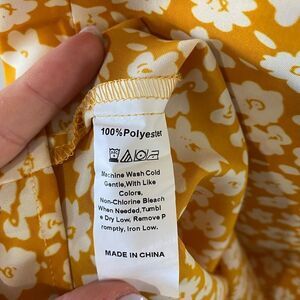 100%Polyester
Machine Wash Cold
Gentle,With Like
Colors,
Non-Chlorine Bleach
When Needed,Tumbl
e Dry Low, Remove P
romptly, Iron Low.
MADE IN CHINA